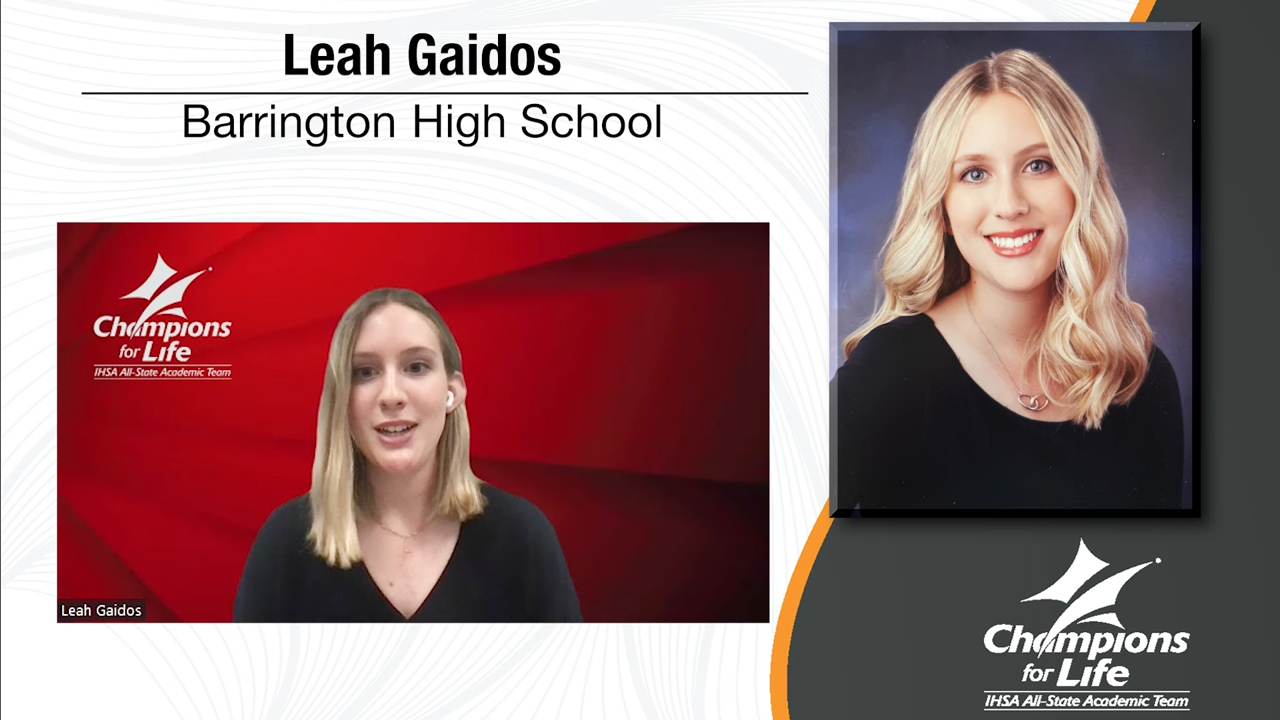 Leah Gaidos
Barrington High School
Champions
for Life
IHSA All-State Academic Team
Leah Gaidos
Champions
for Life
IHSA All-State Academic Team